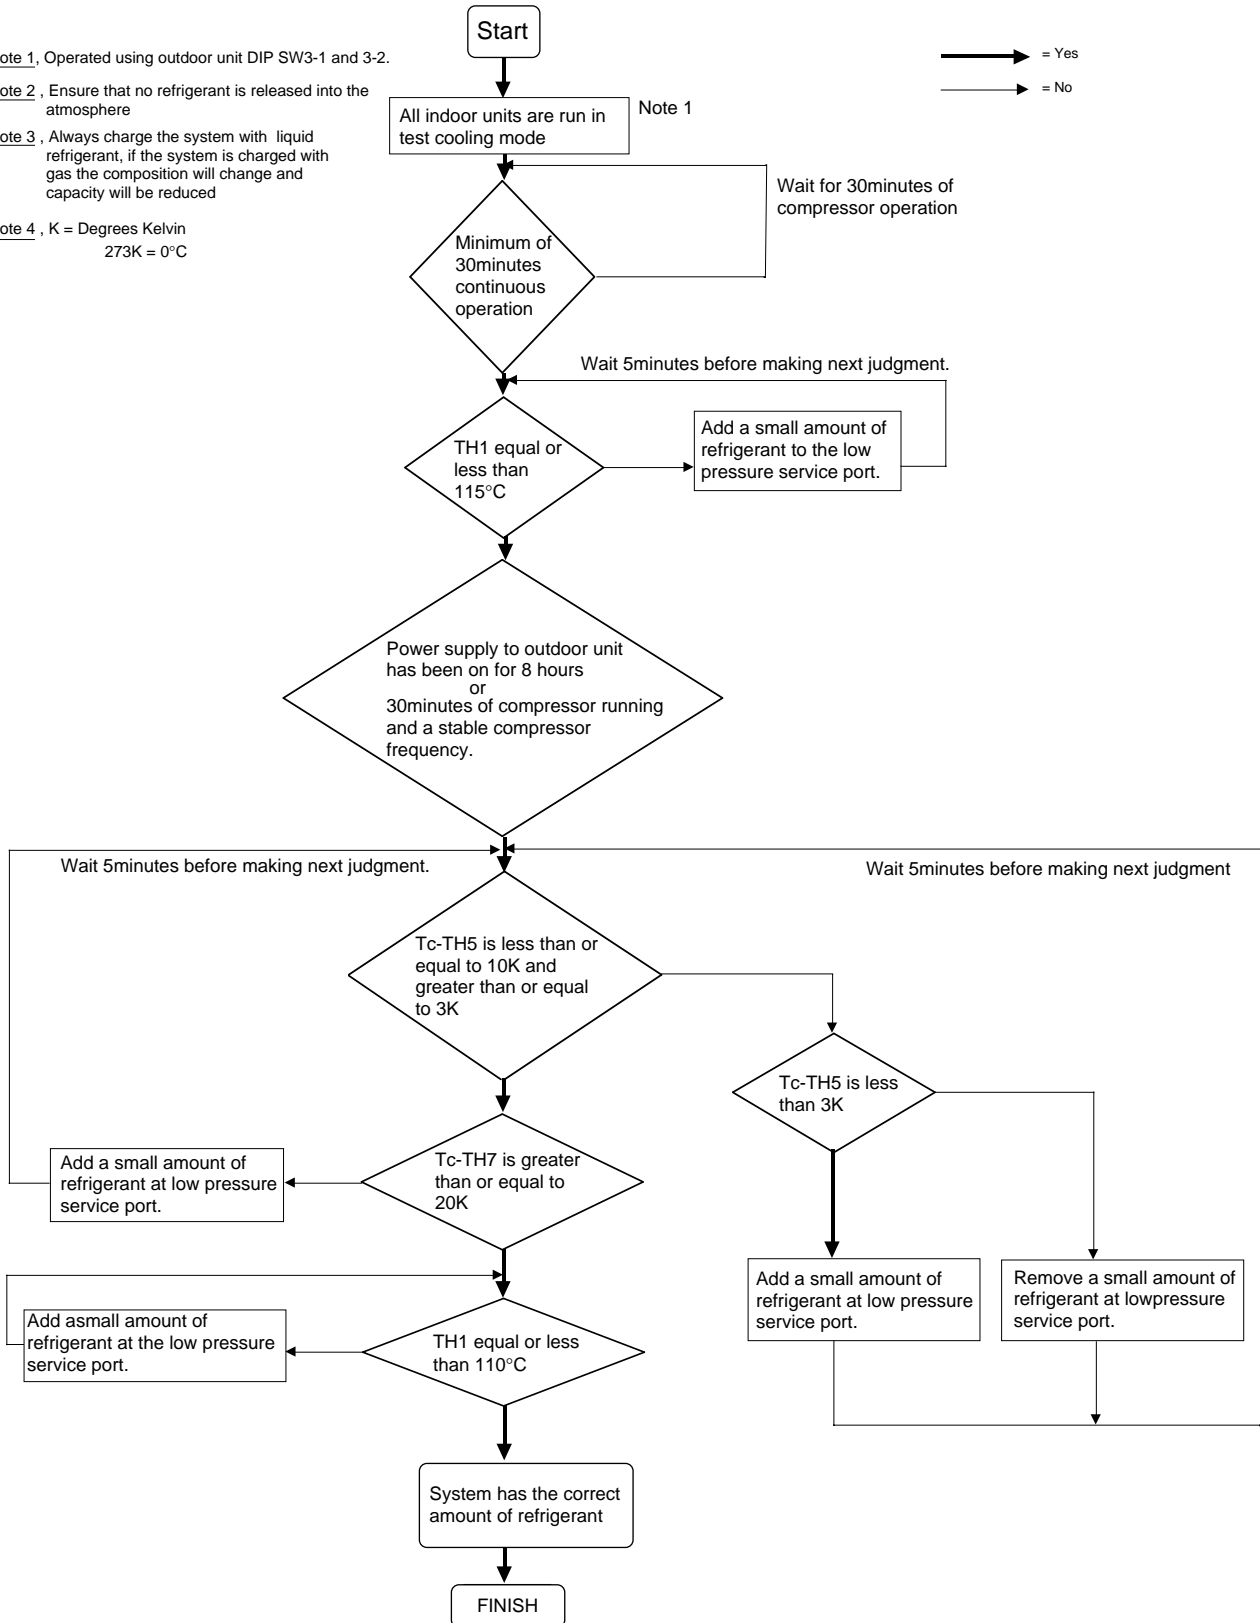 Start
ote 1, Operated using outdoor unit DIP SW3-1 and 3-2.
ote 2 , Ensure that no refrigerant is released into the
atmosphere
ote 3 , Always charge the system with liquid
refrigerant, if the system is charged with
gas the composition will change and
capacity will be reduced
ote 4 , K = Degrees Kelvin
273K = 0°C
= Yes
= No
All indoor units are run in
test cooling mode
Note 1
Wait for 30minutes of
compressor operation
Minimum of
30minutes
continuous
operation
Wait 5minutes before making next judgment.
TH1 equal or
less than
115°C
Add a small amount of
refrigerant to the low
pressure service port.
Power supply to outdoor unit
has been on for 8 hours
or
30minutes of compressor running
and a stable compressor
frequency.
Wait 5minutes before making next judgment.
Wait 5minutes before making next judgment
Tc-TH5 is less than or
equal to 10K and
greater than or equal
to 3K
Tc-TH5 is less
than 3K
Add a small amount of
refrigerant at low pressure
service port.
Tc-TH7 is greater
than or equal to
20K
Add a small amount of
refrigerant at low pressure
service port.
Remove a small amount of
refrigerant at lowpressure
service port.
Add asmall amount of
refrigerant at the low pressure
service port.
TH1 equal or less
than 110°C
System has the correct
amount of refrigerant
FINISH